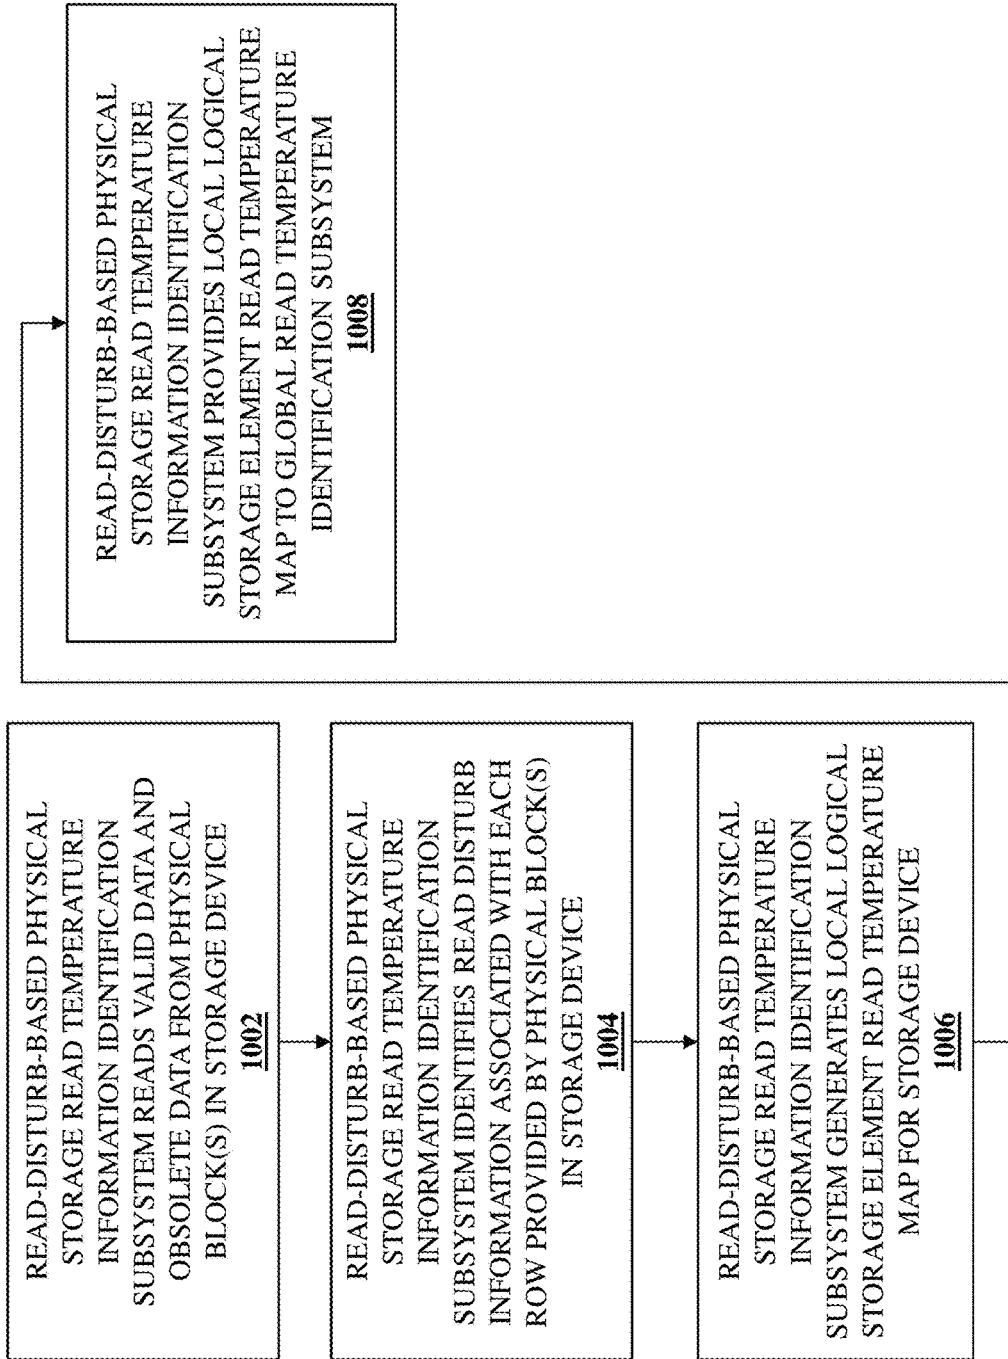 READ-DISTURB-BASED PHYSICAL
STORAGE READ TEMPERATURE
INFORMATION IDENTIFICATION
SUBSYSTEM READS VALID DATA AND
OBSOLETE DATA FROM PHYSICAL
BLOCK(S) IN STORAGE DEVICE
1002
READ-DISTURB-BASED PHYSICAL
STORAGE READ TEMPERATURE
INFORMATION IDENTIFICATION
SUBSYSTEM IDENTIFIES READ DISTURB
INFORMATION ASSOCIATED WITH EACH
ROW PROVIDED BY PHYSICAL BLOCK(S)
IN STORAGE DEVICE
1004
READ-DISTURB-BASED PHYSICAL
STORAGE READ TEMPERATURE
INFORMATION IDENTIFICATION
SUBSYSTEM GENERATES LOCAL LOGICAL
STORAGE ELEMENT READ TEMPERATURE
MAP FOR STORAGE DEVICE
1006
READ-DISTURB-BASED PHYSICAL
STORAGE READ TEMPERATURE
INFORMATION IDENTIFICATION
SUBSYSTEM PROVIDES LOCAL LOGICAL
STORAGE ELEMENT READ TEMPERATURE
MAP TO GLOBAL READ TEMPERATURE
IDENTIFICATION SUBSYSTEM
1008